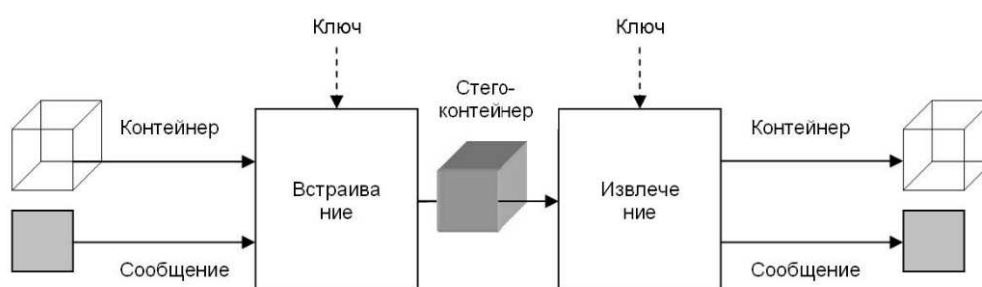 Ключ
Ключ
Стего-
контейнер
Контейнер
Контейнер
Встраива
ние
Извлече
ние
Сообщение
Сообщение